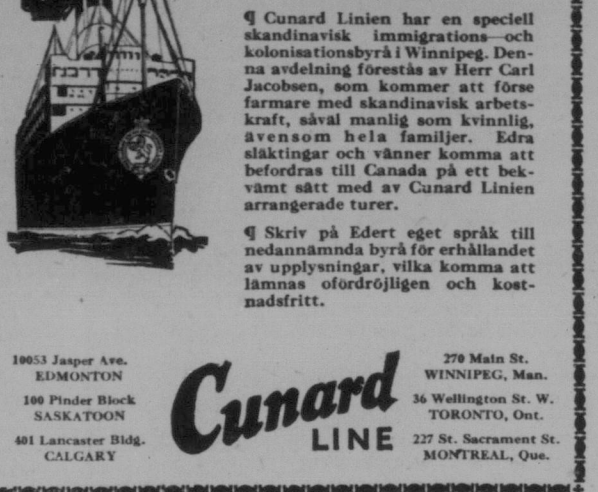 ¶ Cunard Linien har en speciell
skandinavisk immigrations—och
kolonisationsbyrå i Winnipeg. Den-
na avdelning förestås av Herr Carl
Jacobsen, som kommer att förse
farmare med skandinavisk arbets-
kraft, såväl manlig som kvinnlig,
ävensom hela familjer. Edra
släktingar och vänner komma att
befordras till Canada på ett bek-
vämt sätt med av Cunard Linien
arrangerade turer.
¶ Skriv på Edert eget språk till
nedannämnda byrå för erhållandet
av upplysningar, vilka komma att
lämnas ofördröjligen och kost-
nadsfritt.
10053 Jasper Ave.
EDMONTON
100 Pinder Block
SASKATOON
401 Lancaster Bldg.
CALGARY
Cunard
LINE
270 Main St.
WINNIPEG, Man.
36 Wellington St. W.
TORONTO, Ont.
227 St. Sacrament St.
MONTREAL, Que.